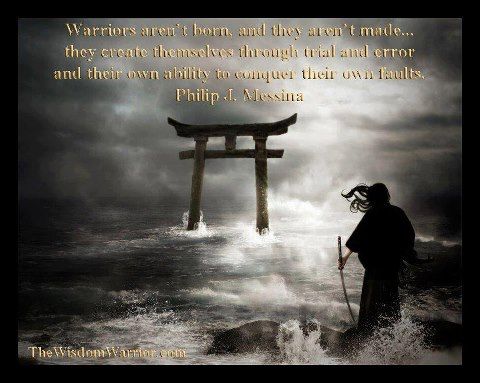 Warriors aren't born, and they aren't made...
they create themselves through trial and error
and their own ability to conquer their own faults.
Philip J. Messina
TheWisdomWarrior.com